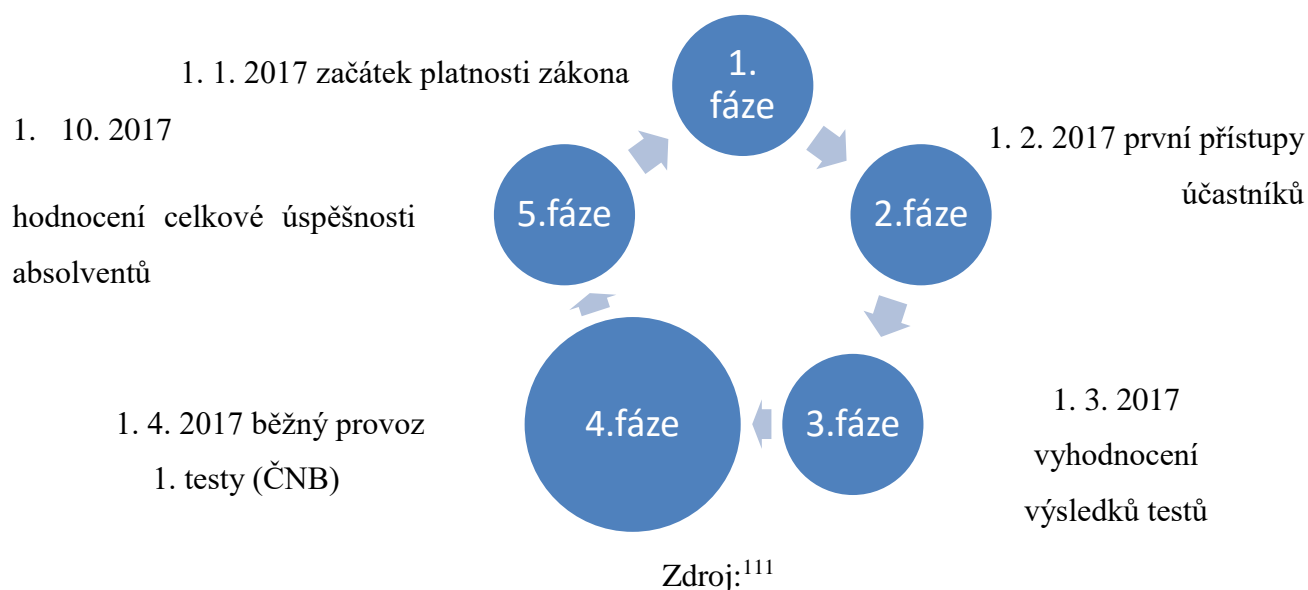 1. 1. 2017 začátek platnosti zákona
1.
fáze
1. 2. 2017 první přístupy
účastníků
2.fáze
1. 3. 2017
vyhodnocení
výsledků testů
3.fáze
1. 4. 2017 běžný provoz
1. testy (ČNB)
4.fáze
1. 10. 2017
hodnocení celkové úspěšnosti
absolventů
5.fáze
Zdroj:111